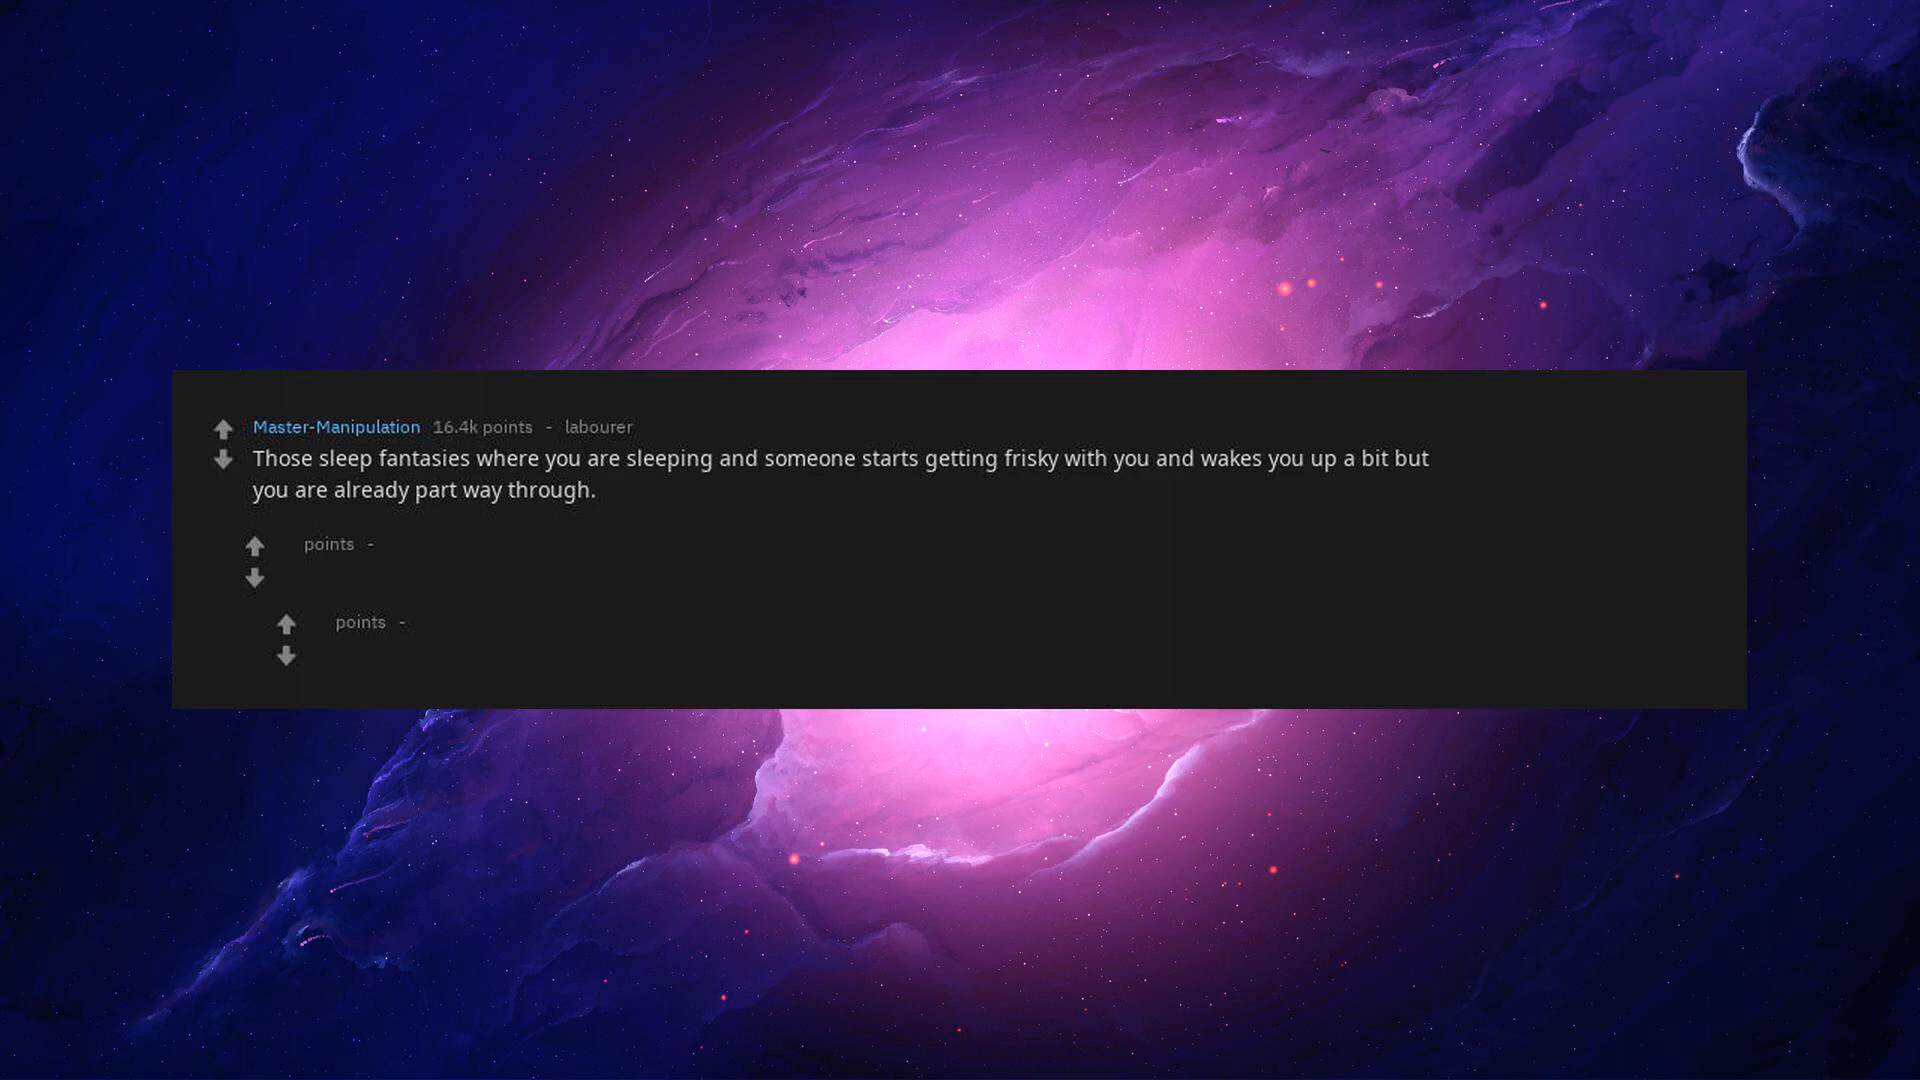 Master-Manipulation 16.4k points - labourer
Those sleep fantasies where you are sleeping and someone starts getting frisky with you and wakes you up a bit but
you are already part way through.
points -
points -